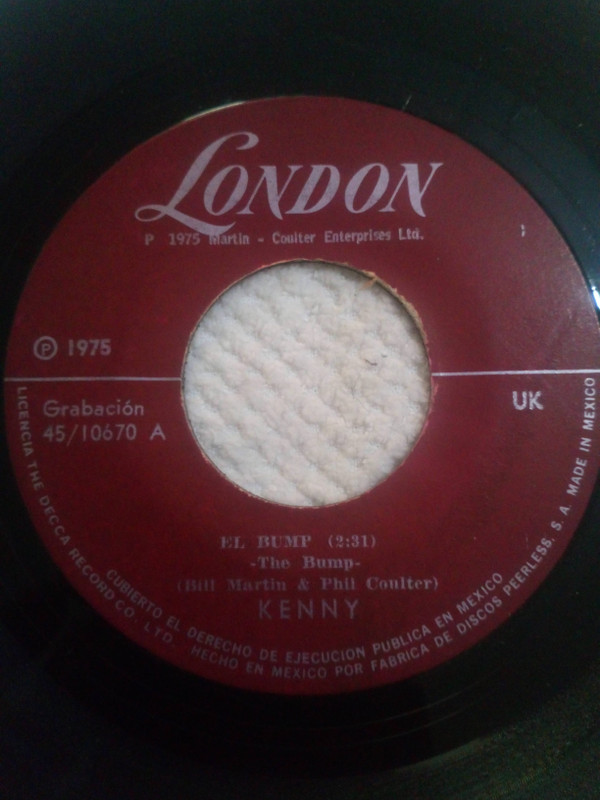 LONDON
P 1975 Martin - Coulter Enterprises Ltd.
Ⓟ 1975
Grabación
45/10670 A
UK
EL BUMP (2:31)
-The Bump-
(Bill Martin & Phil Coulter)
KENNY
CUBIERTO EL DERECHO DE EJECUCION PUBLICA EN MEXICO
LICENCIA THE DECCA RECORD CO. LTD. HECHO EN MEXICO POR FABRICA DE DISCOS PEERLESS, S. A. MADE IN MEXICO